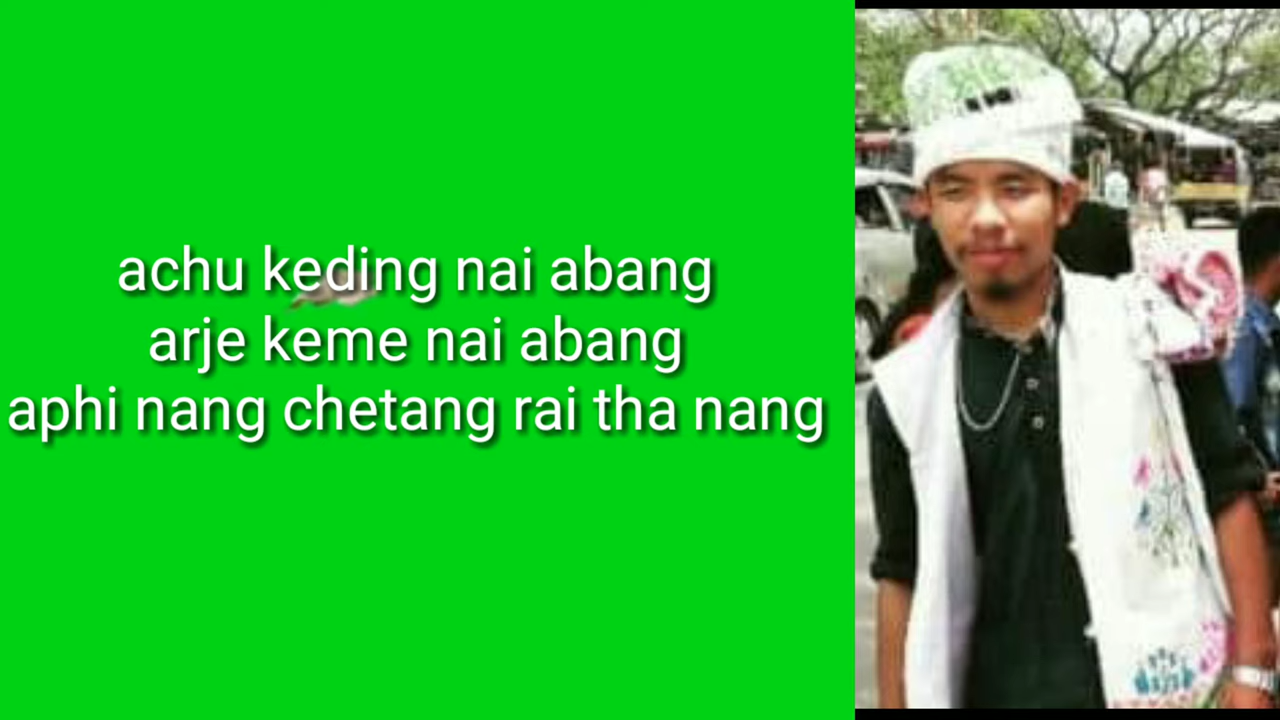 achu keding nai abang
arje keme nai abang
aphi nang chetang rai tha nang